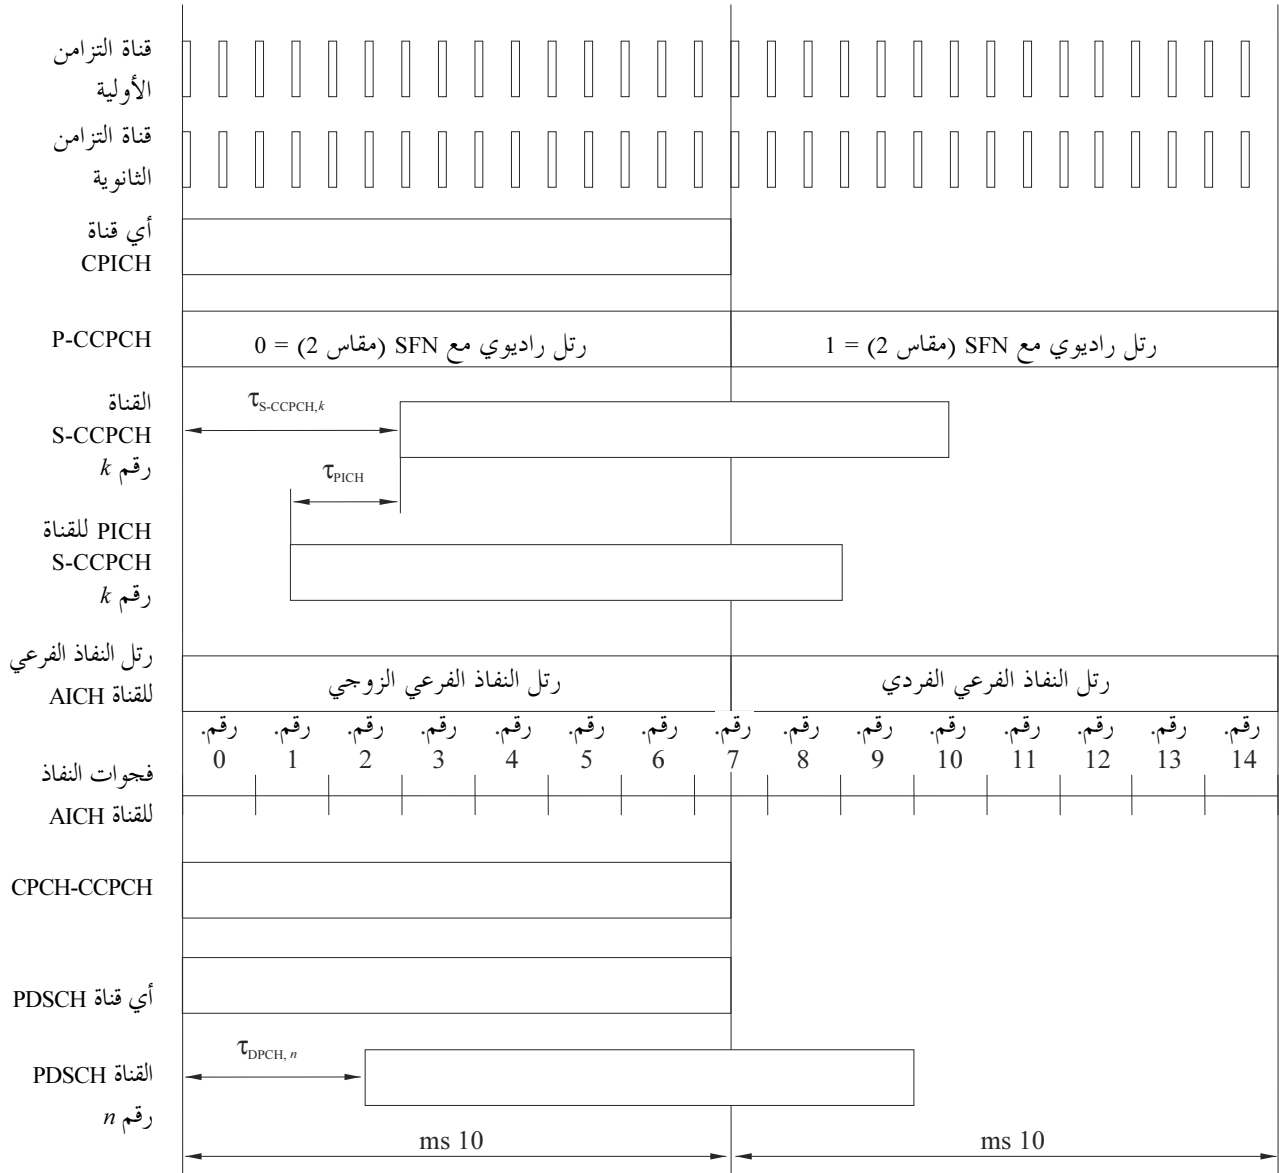 قناة التزامن
الأولية
قناة التزامن
الثانوية
أي قناة
CPICH
P-CCPCH
رتل راديوي مع SFN (مقاس 2) = 0
رتل راديوي مع SFN (مقاس 2) = 1
القناة
S-CCPCH
رقم k
τS-CCPCH,k
τPICH
PICH للقناة
S-CCPCH
رقم k
رتل النفاذ الفرعي
للقناة AICH
رتل النفاذ الفرعي الزوجي
رتل النفاذ الفرعي الفردي
رقم. رقم. رقم. رقم. رقم. رقم. رقم. رقم. رقم. رقم. رقم. رقم. رقم. رقم. رقم.
0 1 2 3 4 5 6 7 8 9 10 11 12 13 14
فجوات النفاذ
للقناة AICH
CPCH-CCPCH
أي قناة PDSCH
τDPCH, n
القناة PDSCH
رقم n
ms 10
ms 10